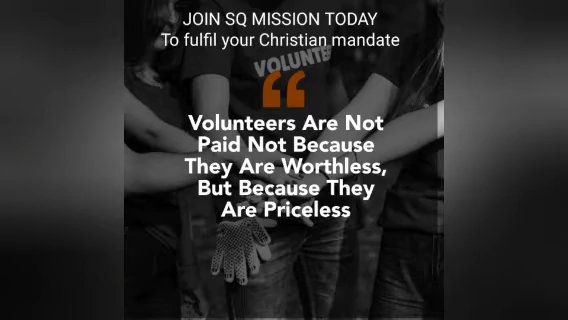 JOIN SQ MISSION TODAY
To fulfil your Christian mandate
VOLUNTE
“
Volunteers Are Not
Paid Not Because
They Are Worthless,
But Because They
Are Priceless